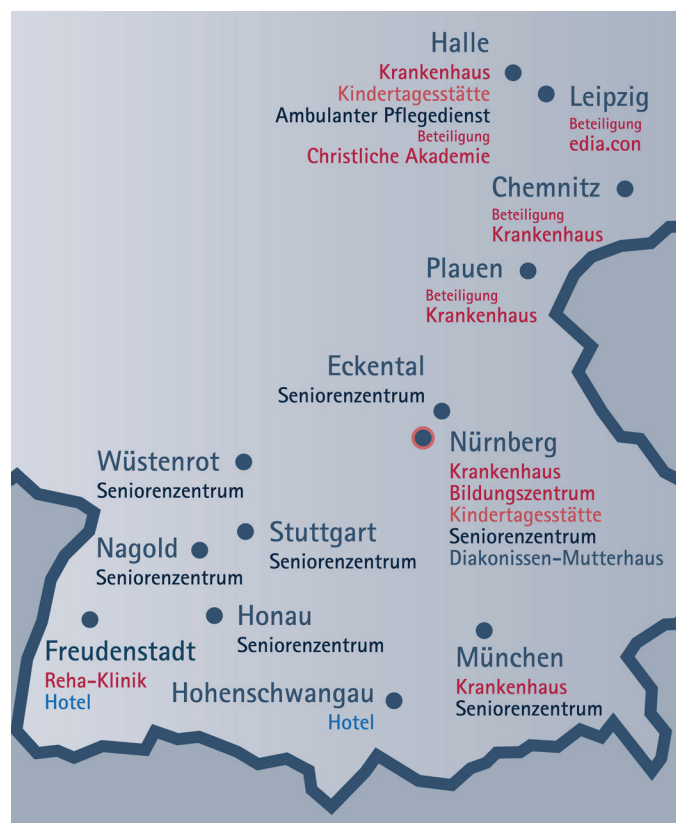 Halle
Krankenhaus
Kindertagesstätte
Ambulanter Pflegedienst
Beteiligung
Christliche Akademie
Leipzig
Beteiligung
edia.con
Chemnitz
Beteiligung
Krankenhaus
Plauen
Beteiligung
Krankenhaus
Eckental
Seniorenzentrum
Nürnberg
Krankenhaus
Bildungszentrum
Kindertagesstätte
Seniorenzentrum
Diakonissen-Mutterhaus
Wüstenrot
Seniorenzentrum
Stuttgart
Seniorenzentrum
Nagold
Seniorenzentrum
Honau
Seniorenzentrum
Freudenstadt
Reha-Klinik
Hotel
München
Krankenhaus
Seniorenzentrum
Hohenschwangau
Hotel